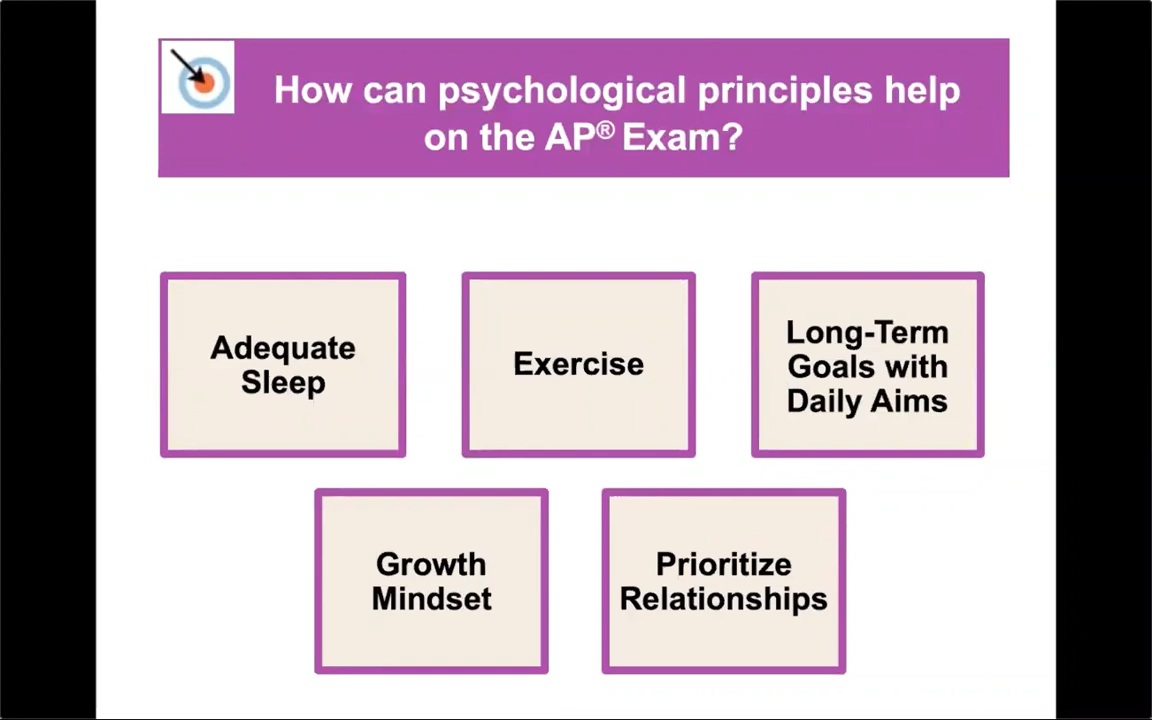 How can psychological principles help
on the AP® Exam?
Adequate
Sleep
Exercise
Long-Term
Goals with
Daily Aims
Growth
Mindset
Prioritize
Relationships